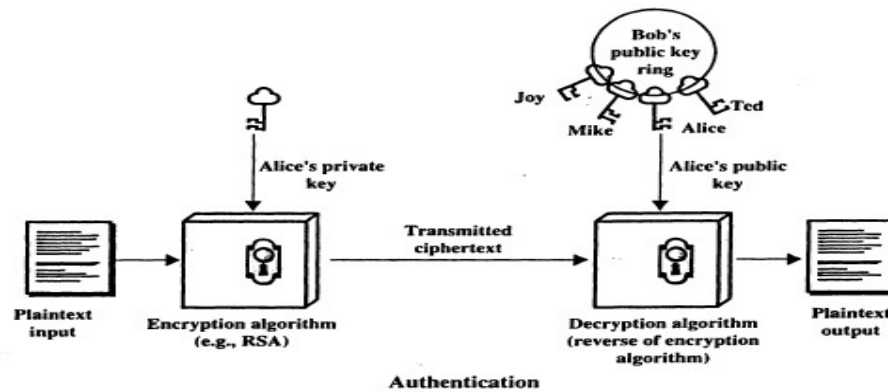 Bob's
public key
ring
Joy
Ted
Mike
Alice
Alice's private
key
Alice's public
key
Transmitted
ciphertext
Plaintext
input
Encryption algorithm
(e.g., RSA)
Decryption algorithm
(reverse of encryption
algorithm)
Plaintext
output
Authentication